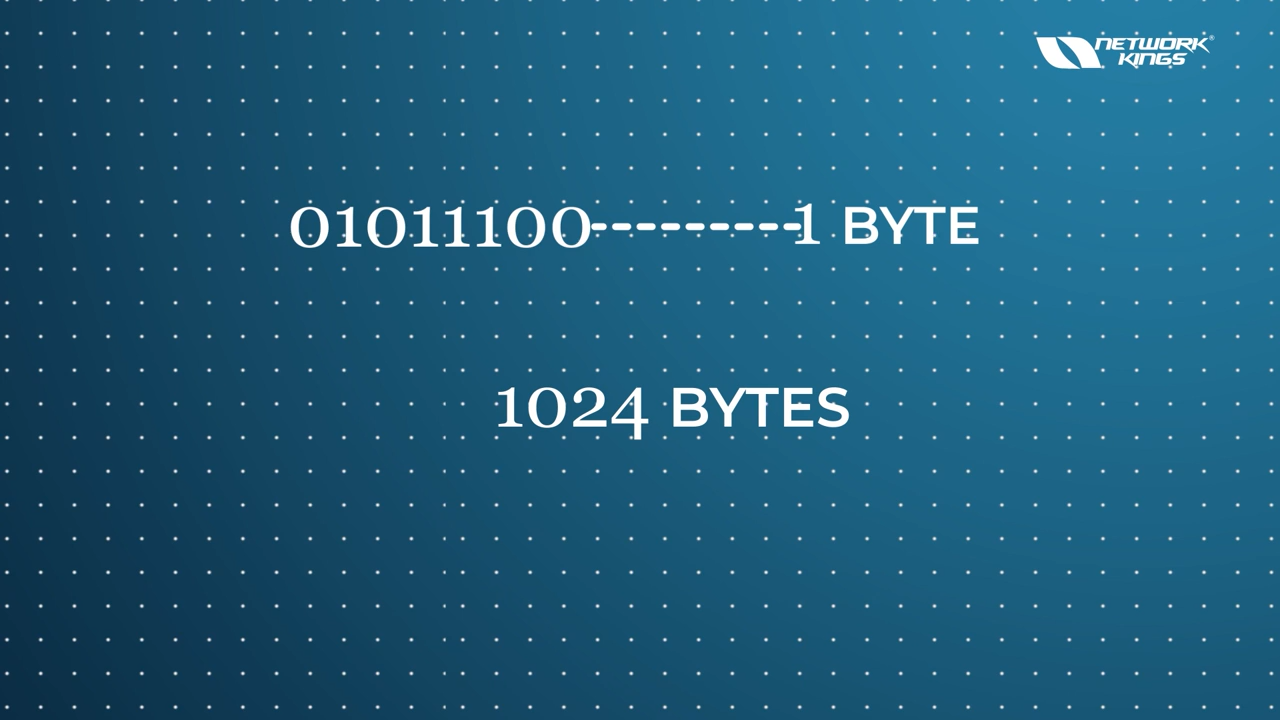 NETWORK
KINGS®
01011100---------1 BYTE
1024 BYTES